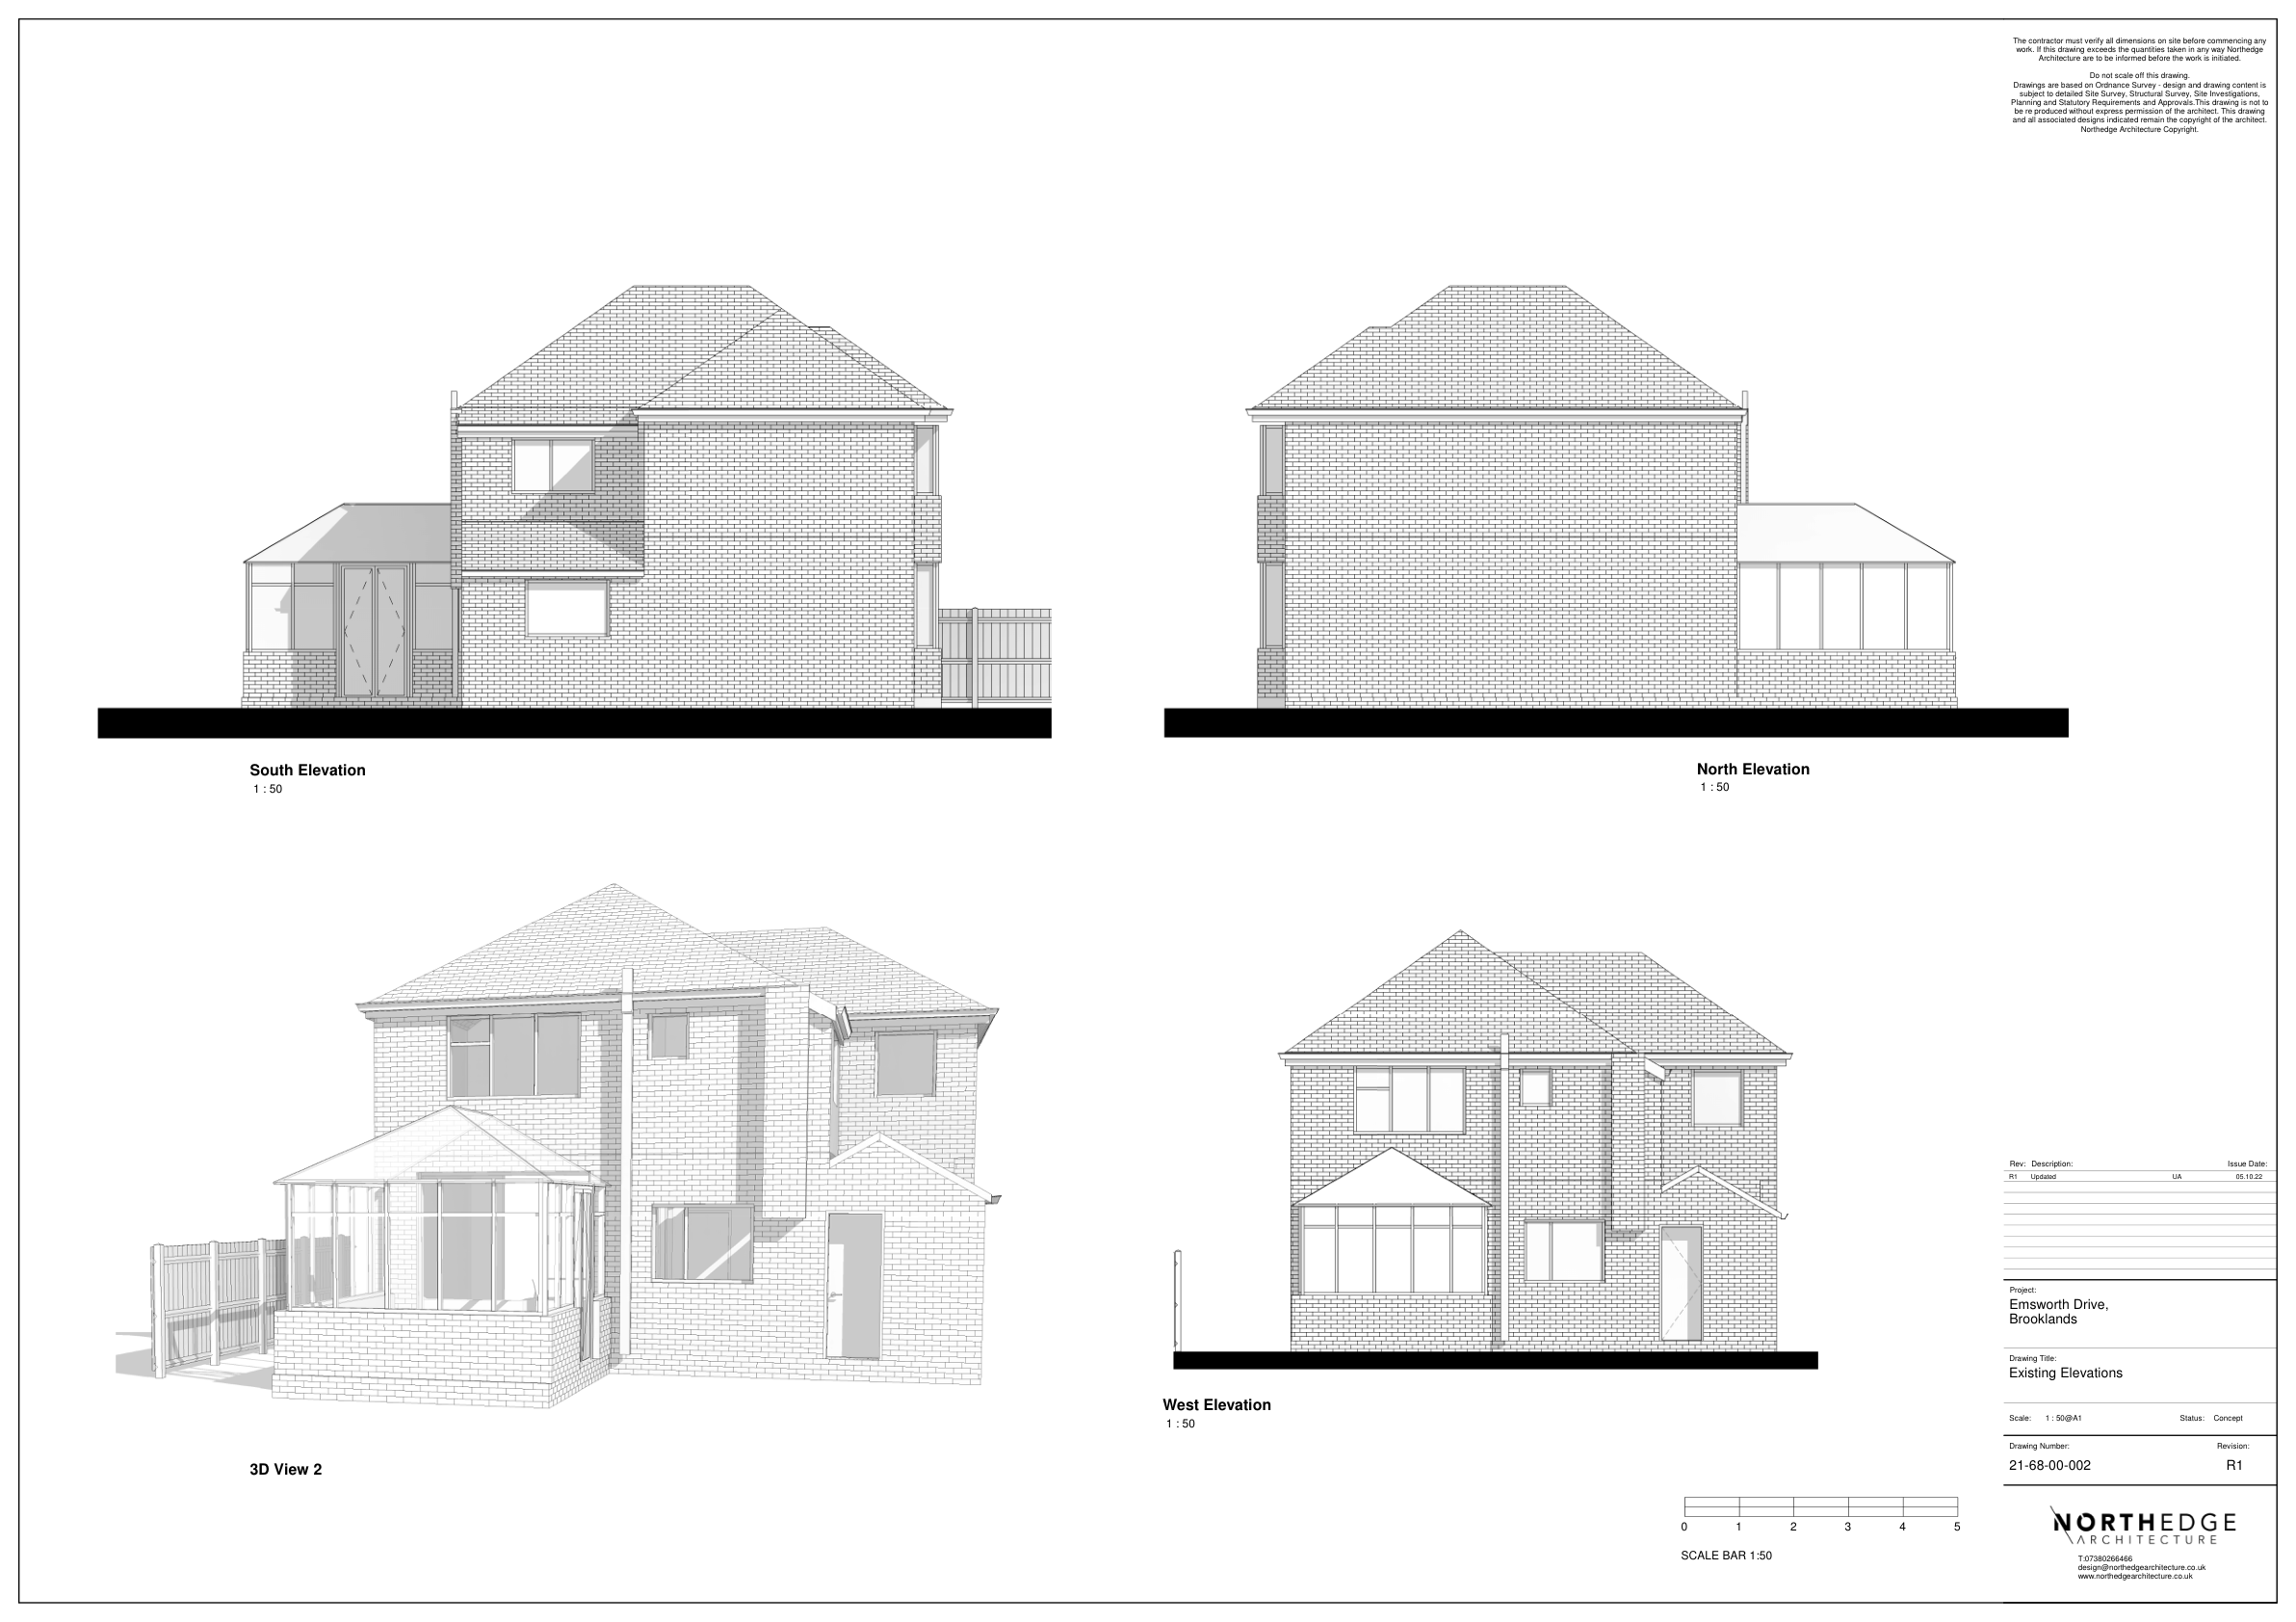 The contractor must verify all dimensions on site before commencing any
work. If this drawing exceeds the quantities taken in any way Northedge
Architecture are to be informed before the work is initiated.
Do not scale off this drawing.
Drawings are based on Ordnance Survey - design and drawing content is
subject to detailed Site Survey, Structural Survey, Site Investigations,
Planning and Statutory Requirements and Approvals.This drawing is not to
be re produced without express permission of the architect. This drawing
and all associated designs indicated remain the copyright of the architect.
Northedge Architecture Copyright.
South Elevation
1 : 50
North Elevation
1 : 50
3D View 2
West Elevation
1 : 50
0 1 2 3 4 5
SCALE BAR 1:50
Rev: Description: Issue Date:
R1 Updated UA 05.10.22
Project:
Emsworth Drive,
Brooklands
Drawing Title:
Existing Elevations
Scale: 1 : 50@A1 Status: Concept
Drawing Number: Revision:
21-68-00-002 R1
NORTHEDGE
ARCHITECTURE
T:07380266466
design@northedgearchitecture.co.uk
www.northedgearchitecture.co.uk